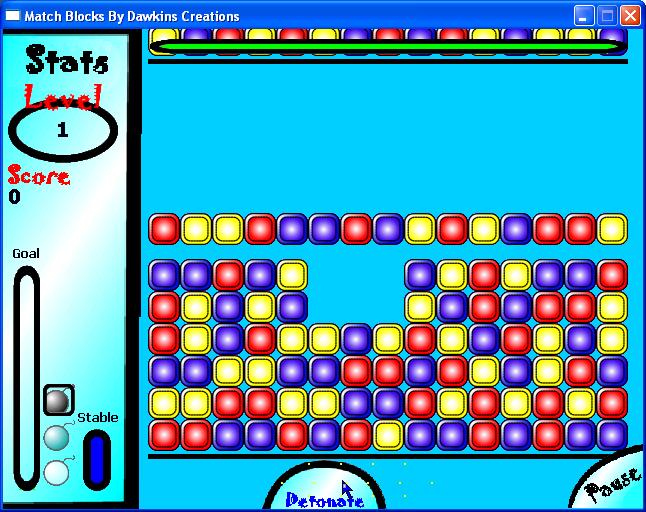 Match Blocks By Dawkins Creations
Stats
Level
1
Score
0
Goal
Stable
Detonate
Pause